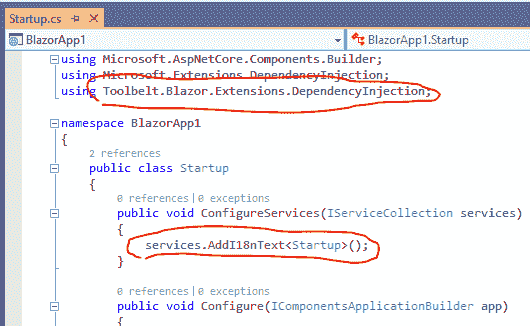 Startup.cs
BlazorApp1
BlazorApp1.Startup
using Microsoft.AspNetCore.Components.Builder;
using Microsoft.Extensions.DependencyInjection;
using Toolbelt.Blazor.Extensions.DependencyInjection;
namespace BlazorApp1
{
2 references
public class Startup
{
0 references | 0 exceptions
public void ConfigureServices(IServiceCollection services)
{
services.AddI18nText<Startup>();
}
0 references | 0 exceptions
public void Configure(IComponentsApplicationBuilder app)
{